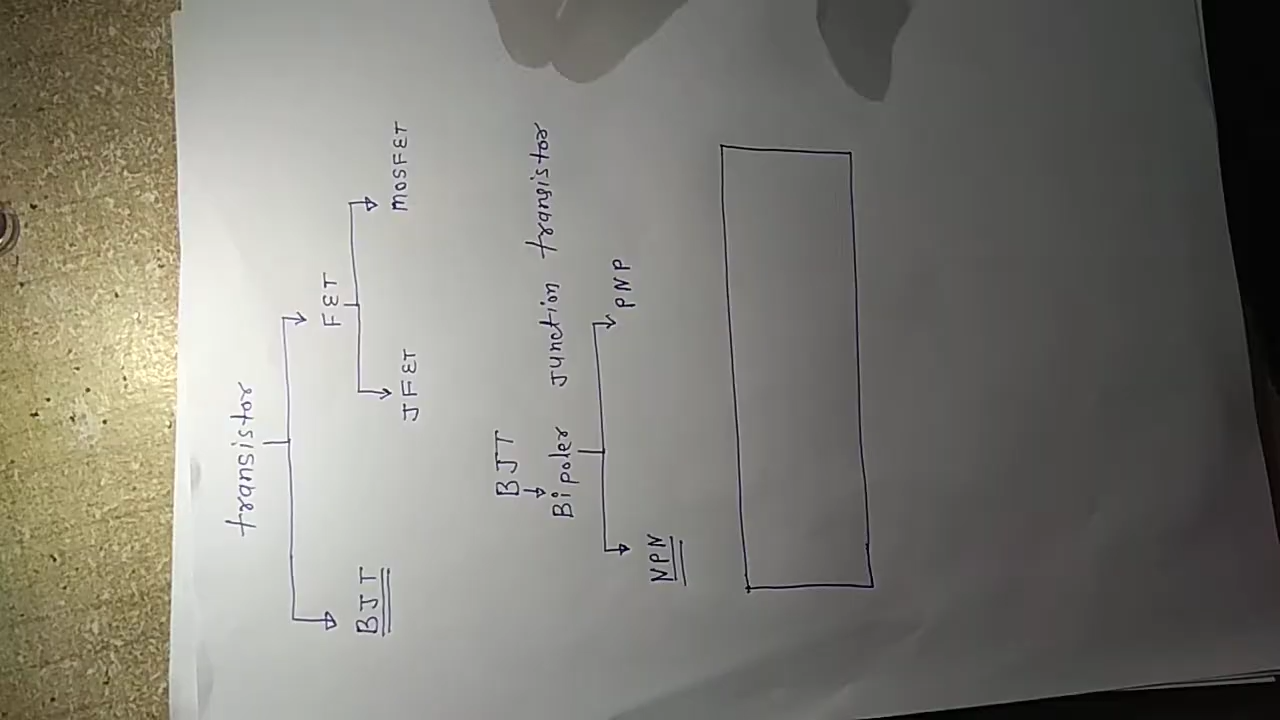 transistor
BJT FET
JFET MOSFET
BJT
Bipoler Junction transistor
NPN PNP